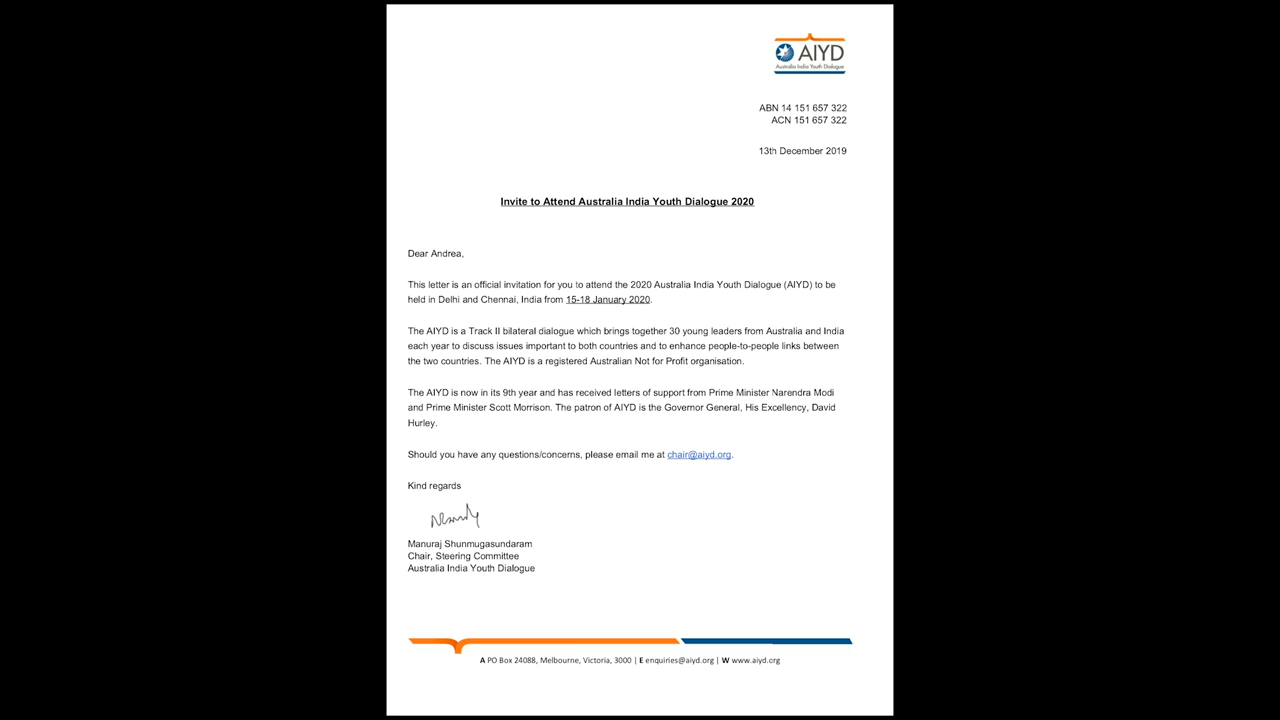 AIYD
Australia India Youth Dialogue
ABN 14 151 657 322
ACN 151 657 322
13th December 2019
Invite to Attend Australia India Youth Dialogue 2020
Dear Andrea,
This letter is an official invitation for you to attend the 2020 Australia India Youth Dialogue (AIYD) to be
held in Delhi and Chennai, India from 15-18 January 2020.
The AIYD is a Track II bilateral dialogue which brings together 30 young leaders from Australia and India
each year to discuss issues important to both countries and to enhance people-to-people links between
the two countries. The AIYD is a registered Australian Not for Profit organisation.
The AIYD is now in its 9th year and has received letters of support from Prime Minister Narendra Modi
and Prime Minister Scott Morrison. The patron of AIYD is the Governor General, His Excellency, David
Hurley.
Should you have any questions/concerns, please email me at chair@aiyd.org.
Kind regards
Manuraj Shunmugasundaram
Chair, Steering Committee
Australia India Youth Dialogue
A PO Box 24088, Melbourne, Victoria, 3000 | E enquiries@aiyd.org | W www.aiyd.org